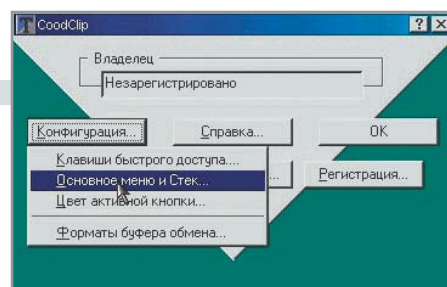 CoodClip
Владелец
Незарегистрировано
Конфигурация... Справка... OK
Клавиши быстрого доступа....
Основное меню и Стек... ... Регистрация...
Цвет активной кнопки...
Форматы буфера обмена...